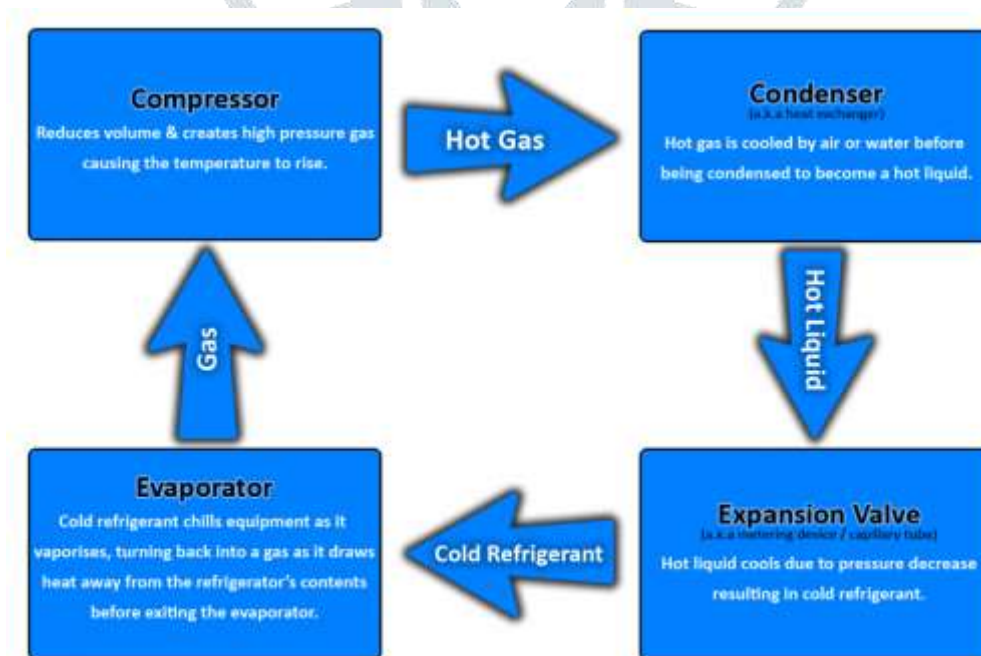 Compressor
Reduces volume & creates high pressure gas
causing the temperature to rise.
Hot Gas
Condenser
(a.k.a heat exchanger)
Hot gas is cooled by air or water before
being condensed to become a hot liquid.
Hot Liquid
Expansion Valve
(a.k.a metering device / capillary tube)
Hot liquid cools due to pressure decrease
resulting in cold refrigerant.
Cold Refrigerant
Evaporator
Cold refrigerant chills equipment as it
vaporises, turning back into a gas as it draws
heat away from the refrigerator's contents
before exiting the evaporator.
Gas